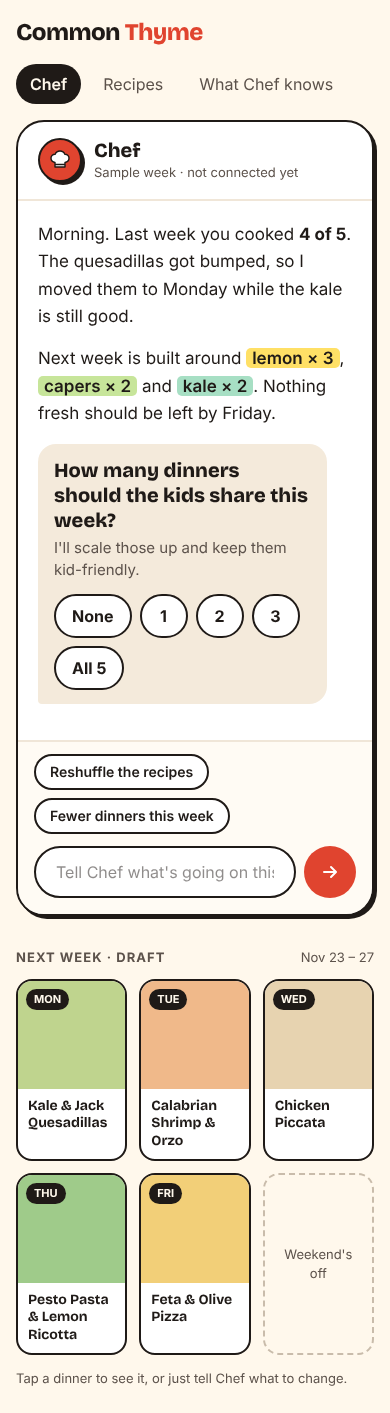 Common Thyme
Chef
Recipes
What Chef knows
Chef
Sample week · not connected yet
Morning. Last week you cooked 4 of 5.
The quesadillas got bumped, so I
moved them to Monday while the kale
is still good.
Next week is built around lemon × 3,
capers × 2 and kale × 2. Nothing
fresh should be left by Friday.
How many dinners
should the kids share this
week?
I'll scale those up and keep them
kid-friendly.
None
1
2
3
All 5
Reshuffle the recipes
Fewer dinners this week
Tell Chef what's going on this
NEXT WEEK · DRAFT
Nov 23 – 27
MON
TUE
WED
Kale & Jack
Quesadillas
Calabrian
Shrimp &
Orzo
Chicken
Piccata
THU
FRI
Pesto Pasta
& Lemon
Ricotta
Feta & Olive
Pizza
Weekend's
off
Tap a dinner to see it, or just tell Chef what to change.